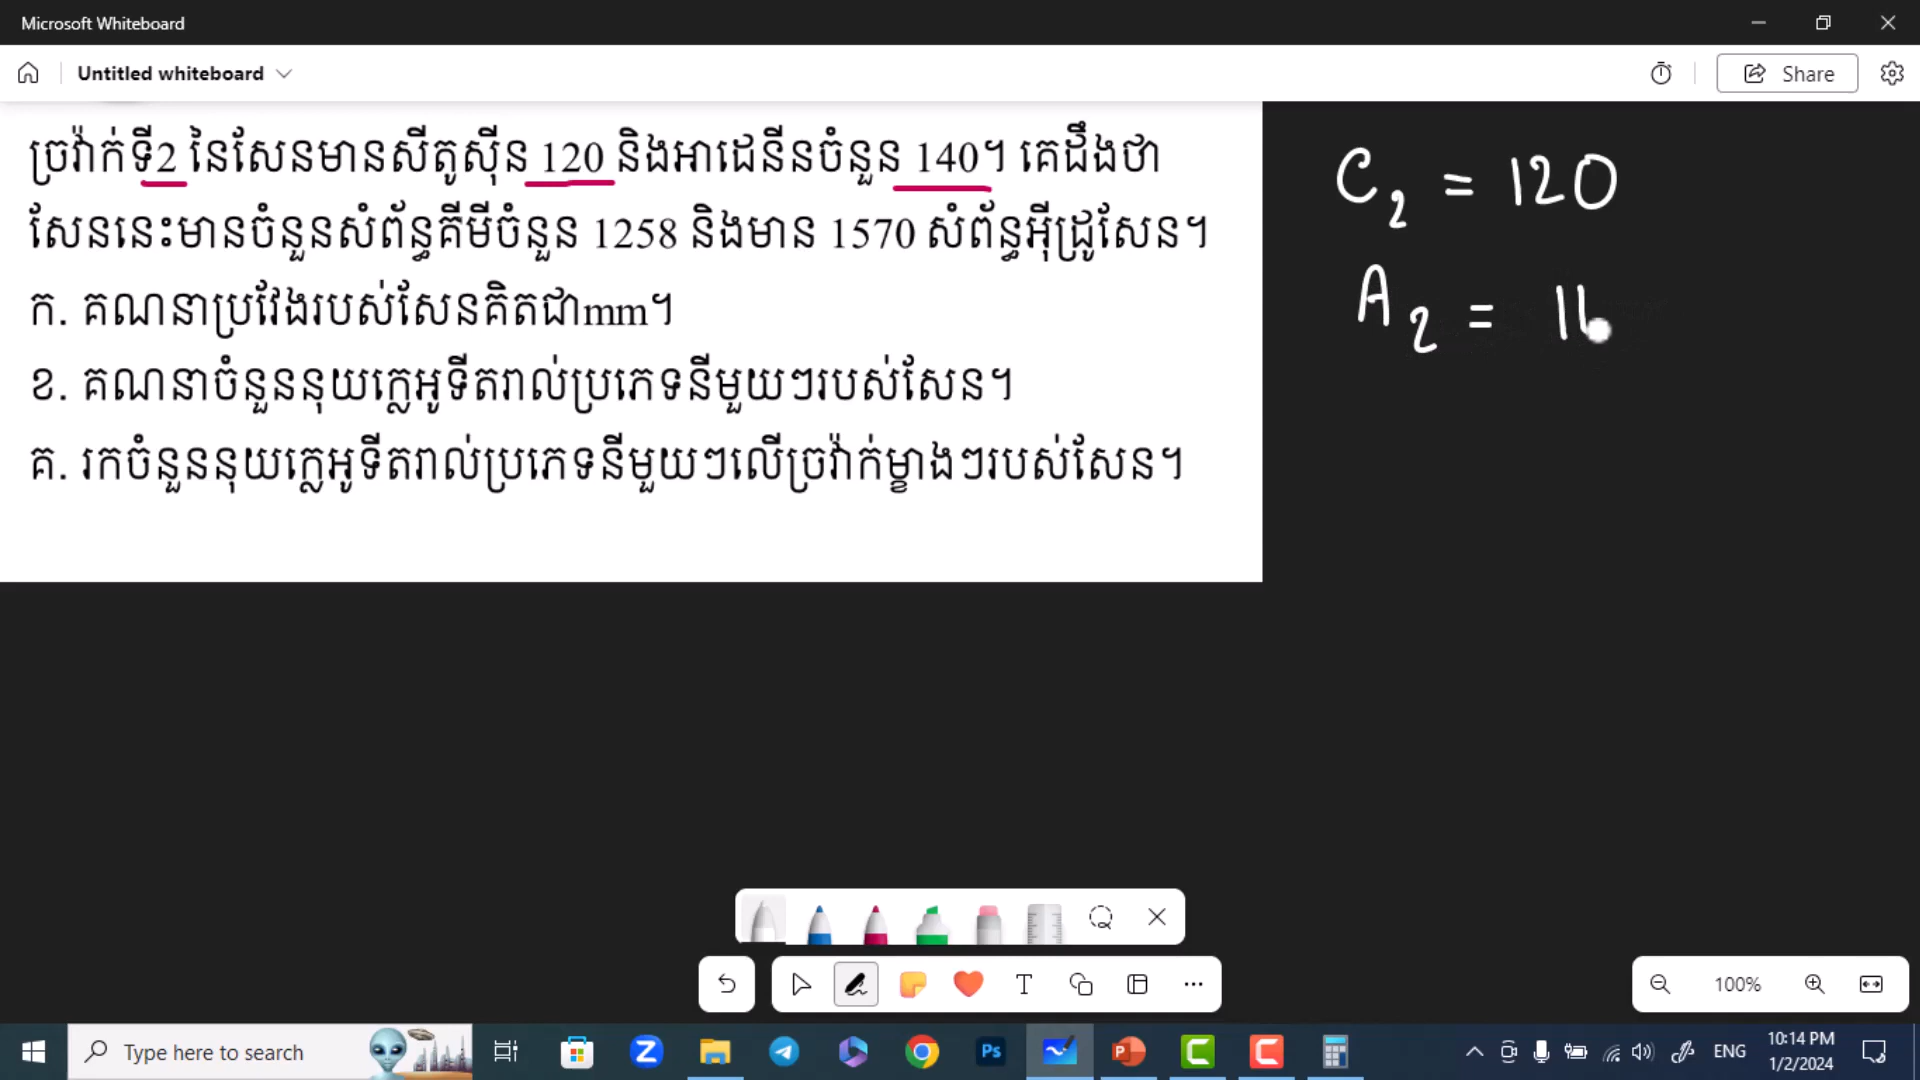 Microsoft Whiteboard
Untitled whiteboard
Share
ច្រវ៉ាក់ទី2 នៃសែនមានសីតូស៊ីន 120 និងអាដេនីនចំនួន 140។ គេដឹងថា
សែននេះមានចំនួនសំព័ន្ធគីមីចំនួន 1258 និងមាន 1570 សំព័ន្ធអ៊ីដ្រូសែន។
ក. គណនាប្រវែងរបស់សែនគិតជាmm។
ខ. គណនាចំនួននុយក្លេអូទីតរាល់ប្រភេទនីមួយៗរបស់សែន។
គ. រកចំនួននុយក្លេអូទីតរាល់ប្រភេទនីមួយៗលើច្រវ៉ាក់ម្ខាងៗរបស់សែន។
C₂ = 120
A₂ = 1
100%
Type here to search
ENG
10:14 PM
1/2/2024